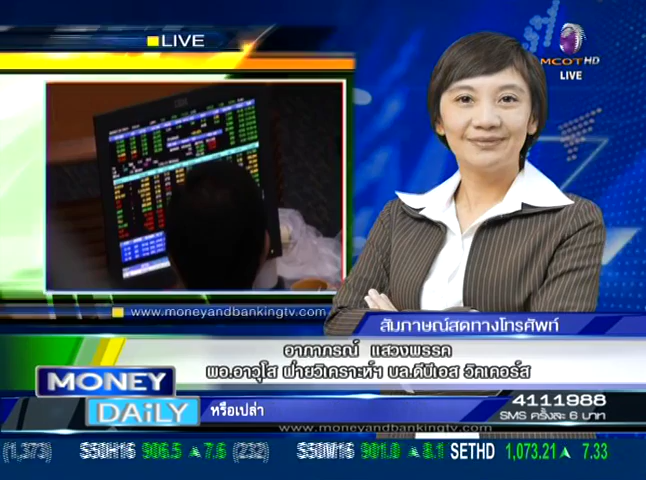 LIVE
MCOT HD
LIVE
www.moneyandbankingtv.com
สัมภาษณ์สดทางโทรศัพท์
อาภาภรณ์ แสวงพรรค
ผอ.อาวุโส ฝ่ายวิเคราะห์ฯ บล.ดีบีเอส วิคเคอร์ส
MONEY
DAiLY
หรือเปล่า
4111988
SMS ครั้งละ 6 บาท
www.moneyandbankingtv.com
(1,373) S50H16 906.5 ▲ 7.6 (232) S50M16 901.0 ▲ 8.1 SETHD 1,073.21 ▲ 7.33